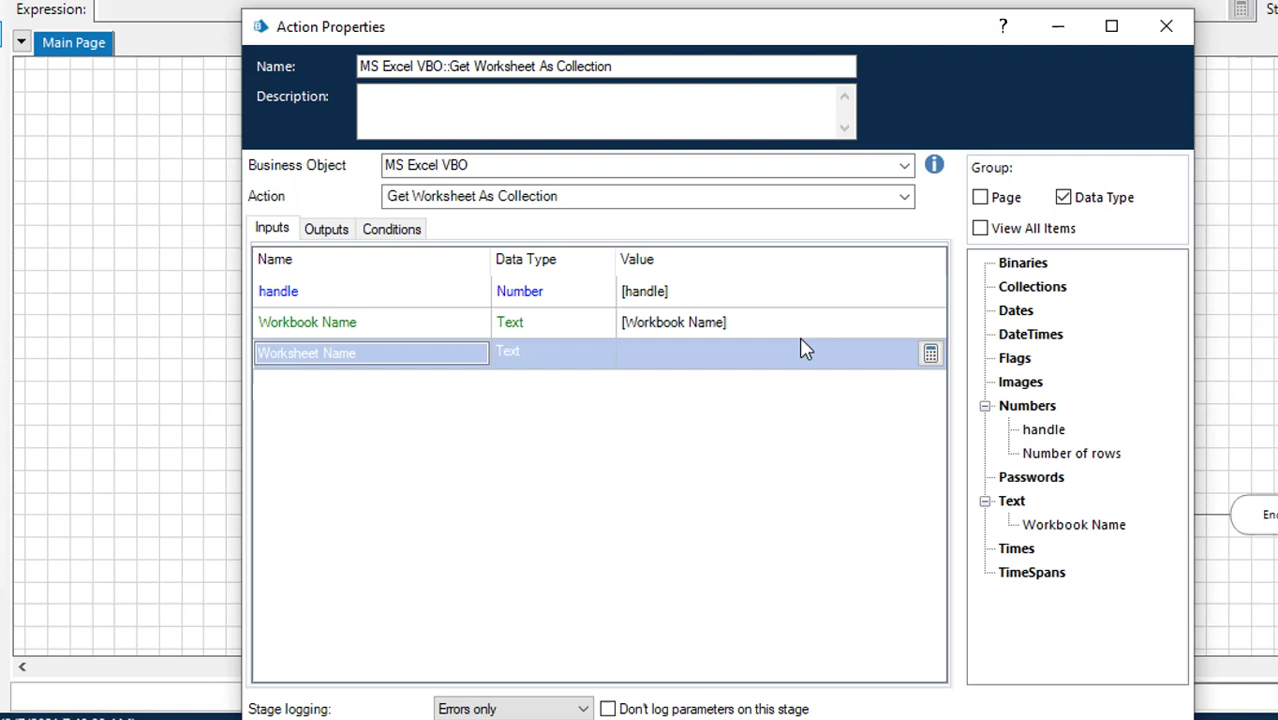 Expression:
St
Main Page
Action Properties
?
Name:
MS Excel VBO::Get Worksheet As Collection
Description:
Business Object
MS Excel VBO
Action
Get Worksheet As Collection
Group:
Page
Data Type
View All Items
Inputs
Outputs
Conditions
Name
Data Type
Value
handle
Number
[handle]
Workbook Name
Text
[Workbook Name]
Worksheet Name
Text
Binaries
Collections
Dates
DateTimes
Flags
Images
Numbers
handle
Number of rows
Passwords
Text
Workbook Name
Times
TimeSpans
En
Stage logging:
Errors only
Don't log parameters on this stage